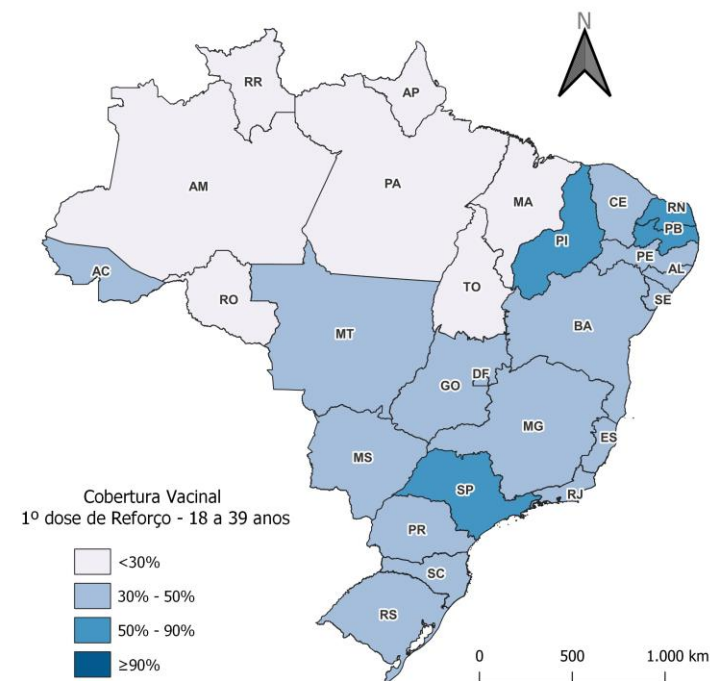 N
RR
AP
AM
PA
MA
CE
RN
PB
PI
PE
AL
SE
AC
RO
TO
BA
MT
GO
DF
MG
ES
MS
SP
RJ
PR
SC
RS
Cobertura Vacinal
1º dose de Reforço - 18 a 39 anos
<30%
30% - 50%
50% - 90%
≥90%
0 500 1.000 km